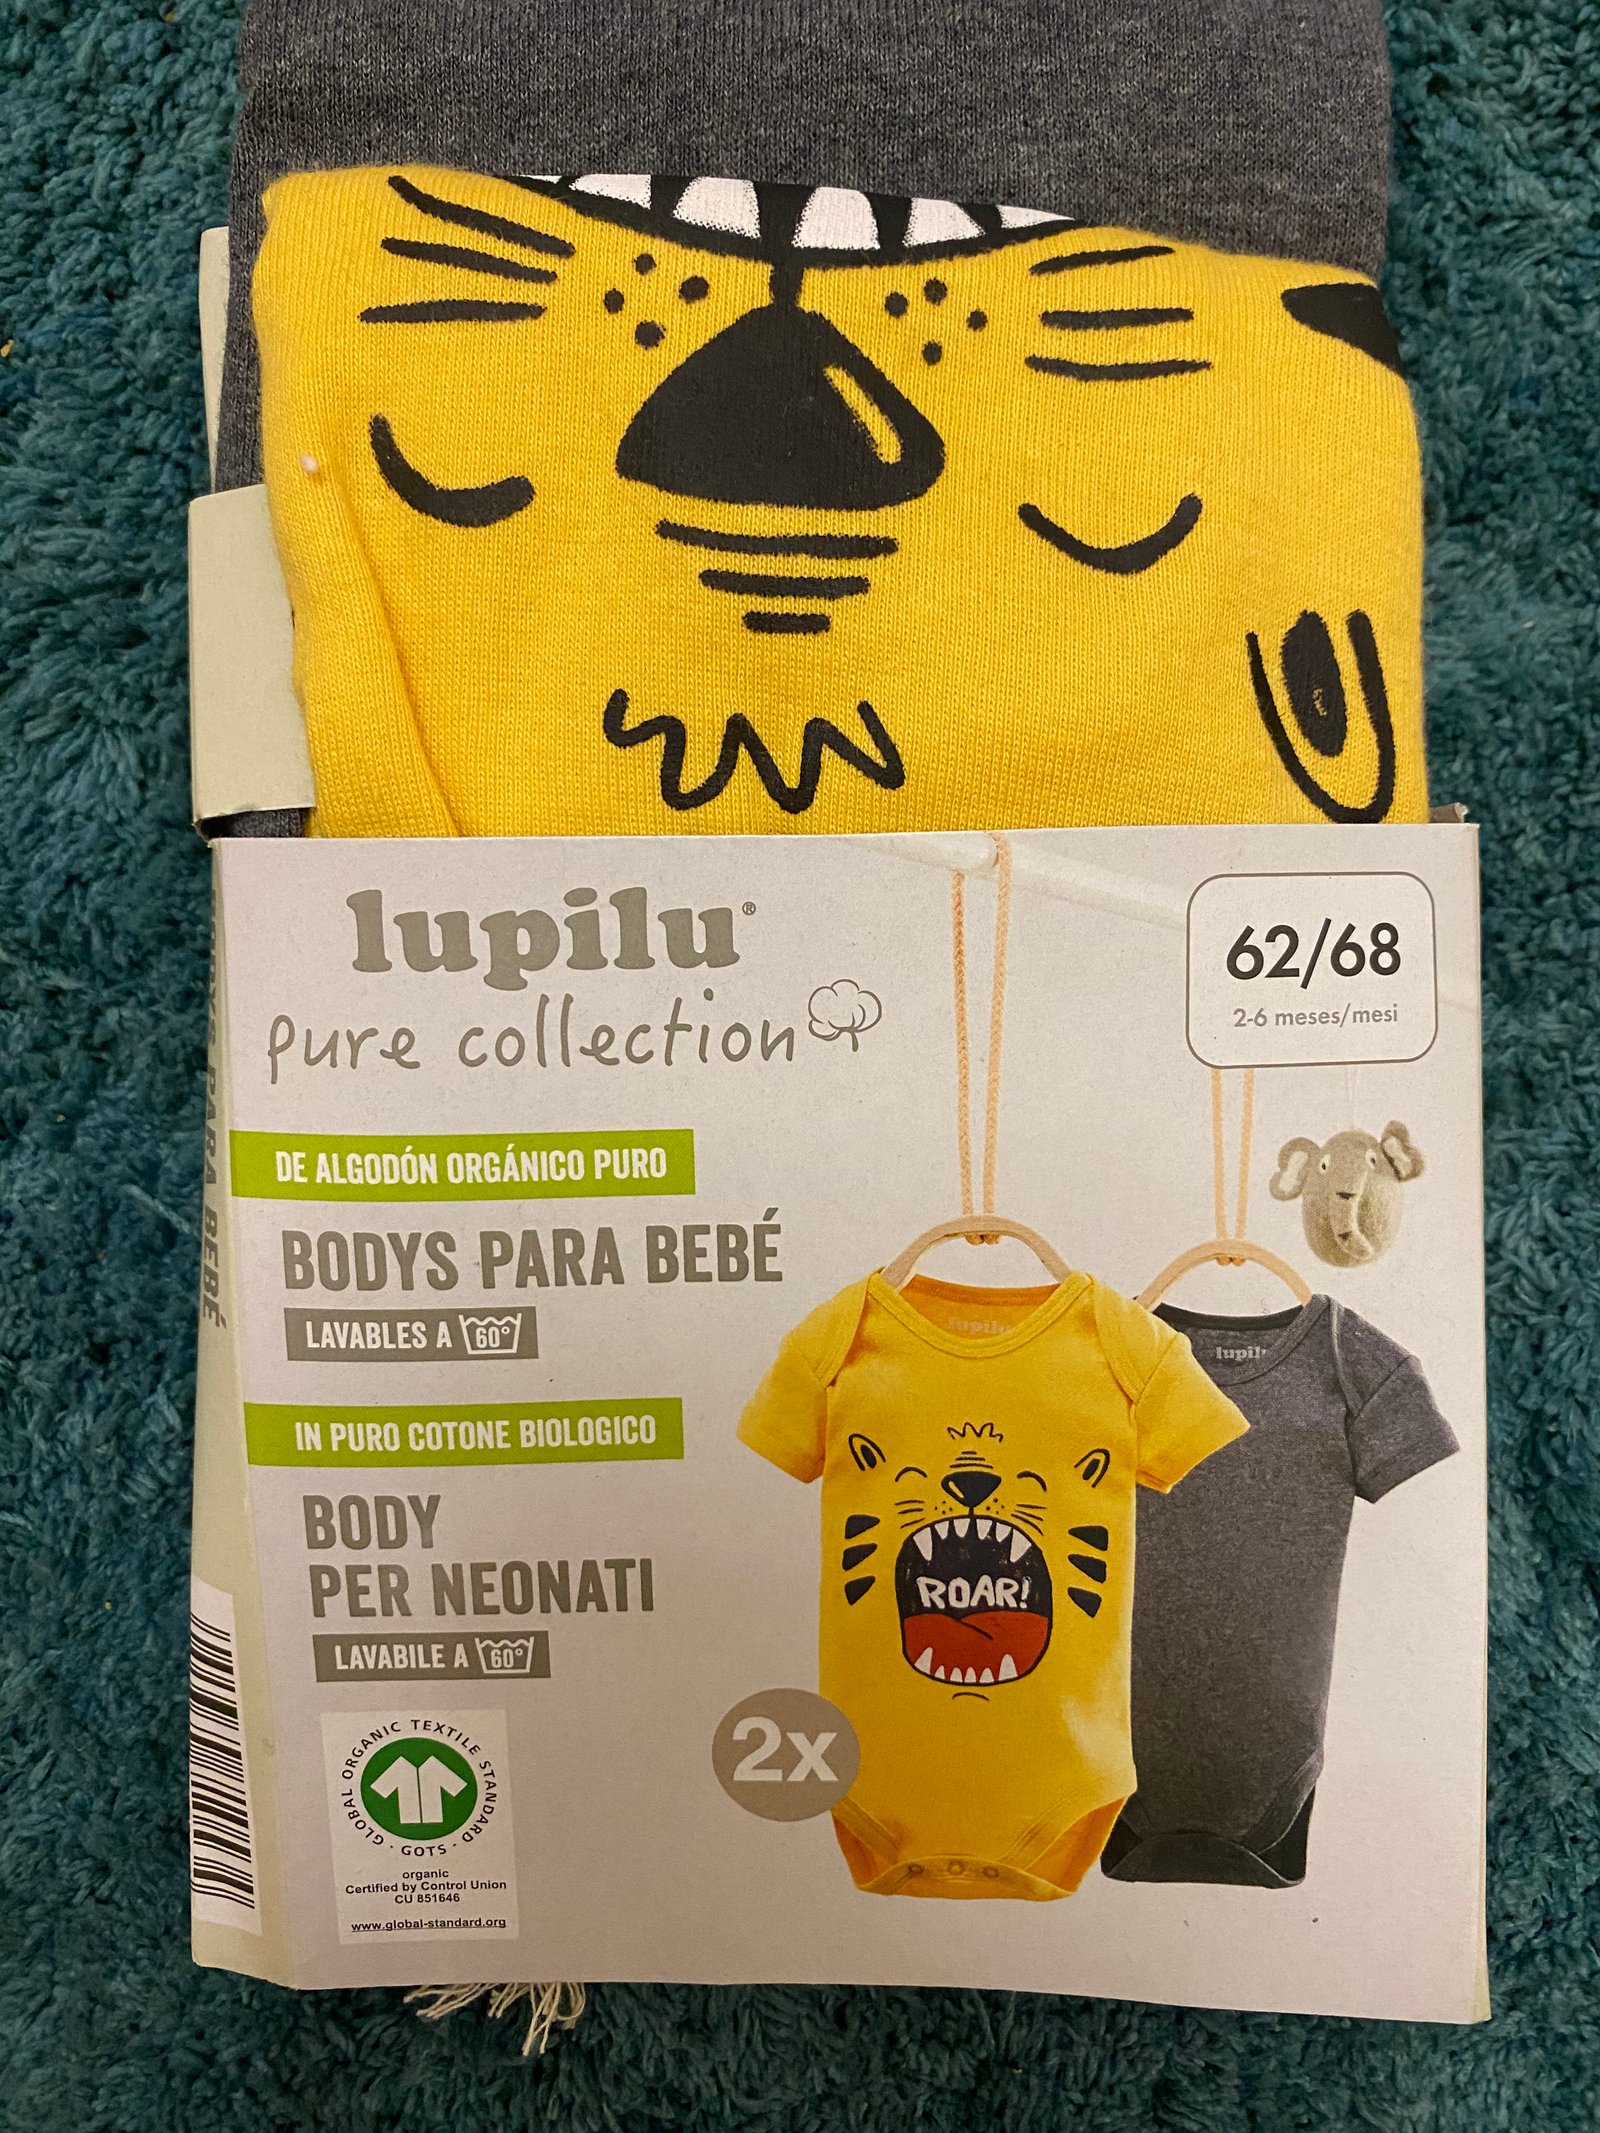 lupilu®
pure collection
62/68
2-6 meses/mesi
DE ALGODÓN ORGÁNICO PURO
BODYS PARA BEBÉ
LAVABLES A 60°
IN PURO COTONE BIOLOGICO
BODY
PER NEONATI
LAVABILE A 60°
GLOBAL ORGANIC TEXTILE STANDARD · GOTS ·
organic
Certified by Control Union
CU 851646
www.global-standard.org
2x
lupilu
ROAR!
lupilu
BODYS PARA BEBÉ